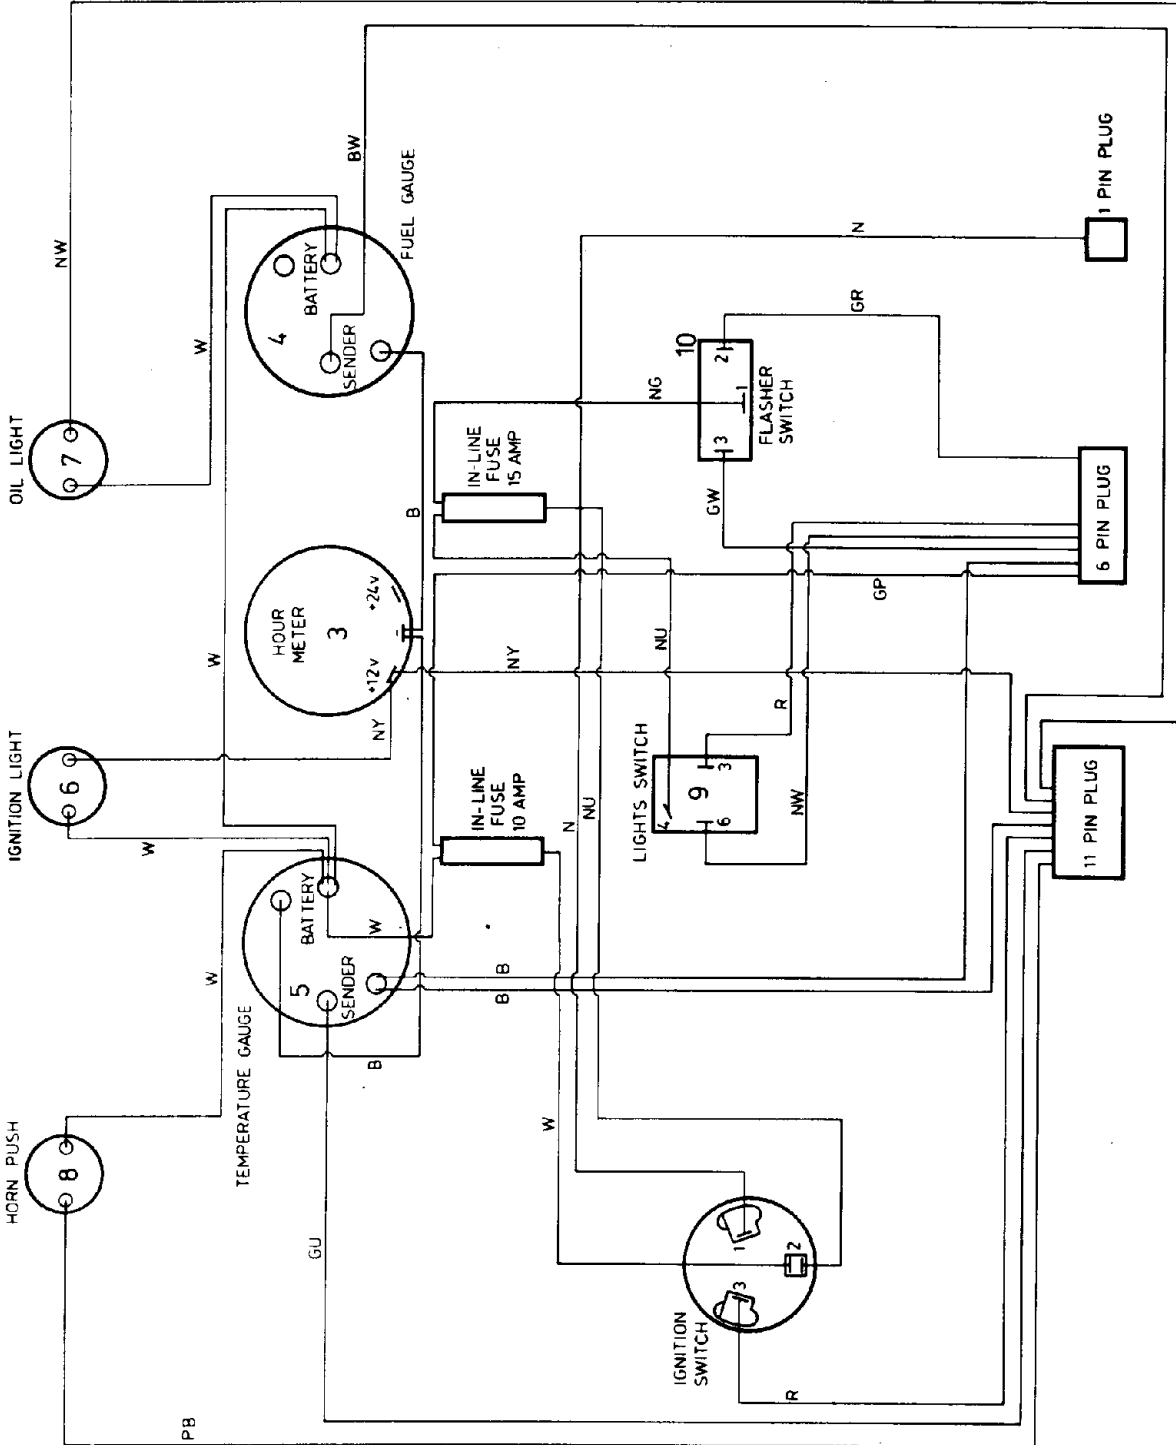 HORN PUSH
8
IGNITION LIGHT
6
OIL LIGHT
7
PB
W
W
W
W
NW
TEMPERATURE GAUGE
5
SENDER
BATTERY
HOUR
METER
3
+12v
-
+24v
4
SENDER
BATTERY
FUEL GAUGE
BW
GU
B
W
NY
B
B
B
W
IN-LINE
FUSE
10 AMP
NY
IN-LINE
FUSE
15 AMP
N
NU
NU
NG
IGNITION
SWITCH
1
2
3
R
LIGHTS SWITCH
9
4
6
3
R
NW
10
3
1
2
FLASHER
SWITCH
GW
GR
GP
N
11 PIN PLUG
6 PIN PLUG
1 PIN PLUG